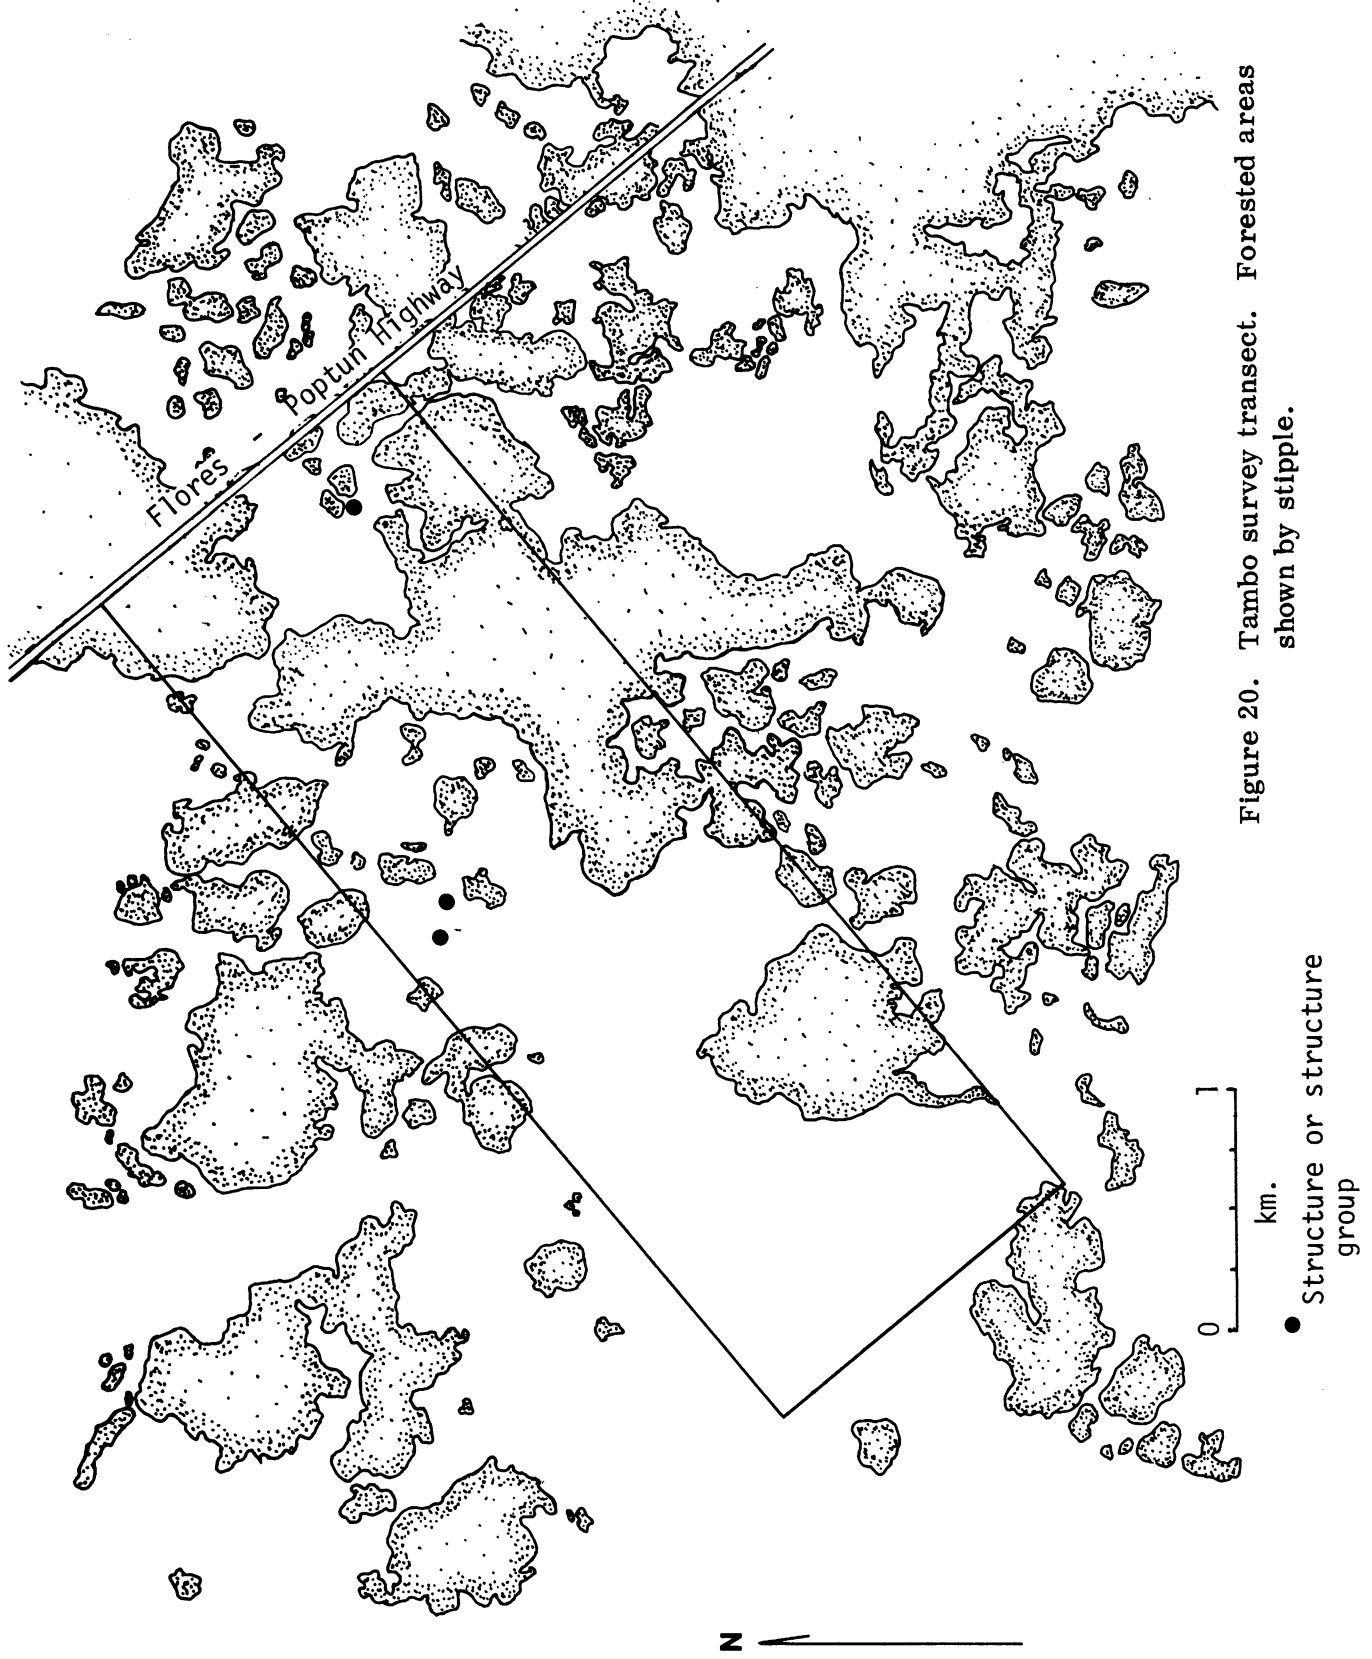 Flores - Poptun Highway
N
0 1
km.
● Structure or structure
group
Figure 20. Tambo survey transect. Forested areas
shown by stipple.